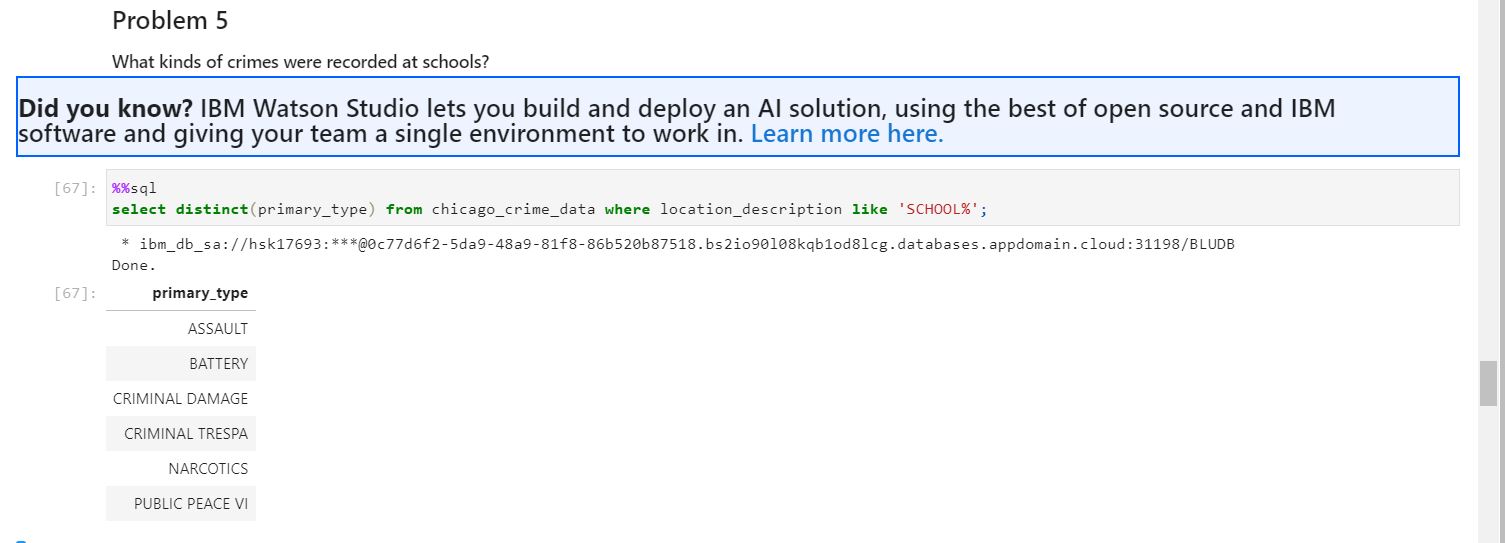 Problem 5
What kinds of crimes were recorded at schools?
Did you know? IBM Watson Studio lets you build and deploy an AI solution, using the best of open source and IBM
software and giving your team a single environment to work in. Learn more here.
[67]: %%sql
select distinct(primary_type) from chicago_crime_data where location_description like 'SCHOOL%';
* ibm_db_sa://hsk17693:***@0c77d6f2-5da9-48a9-81f8-86b520b87518.bs2io90l08kqb1od8lcg.databases.appdomain.cloud:31198/BLUDB
Done.
[67]: primary_type
ASSAULT
BATTERY
CRIMINAL DAMAGE
CRIMINAL TRESPA
NARCOTICS
PUBLIC PEACE VI